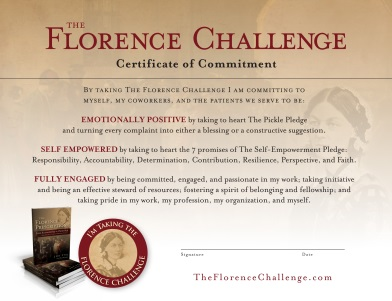 THE
FLORENCE CHALLENGE
Certificate of Commitment
BY TAKING THE FLORENCE CHALLENGE I AM COMMITTING TO
MYSELF, MY COWORKERS, AND THE PATIENTS WE SERVE TO BE:
EMOTIONALLY POSITIVE by taking to heart The Pickle Pledge
and turning every complaint into either a blessing or a constructive suggestion.
SELF EMPOWERED by taking to heart the 7 promises of The Self-Empowerment Pledge:
Responsibility, Accountability, Determination, Contribution, Resilience, Perspective, and Faith.
FULLY ENGAGED by being committed, engaged, and passionate in my work; taking initiative
and being an effective steward of resources; fostering a spirit of belonging and fellowship; and
taking pride in my work, my profession, my organization, and myself.
I'M TAKING THE
FLORENCE CHALLENGE
Signature
Date
TheFlorenceChallenge.com